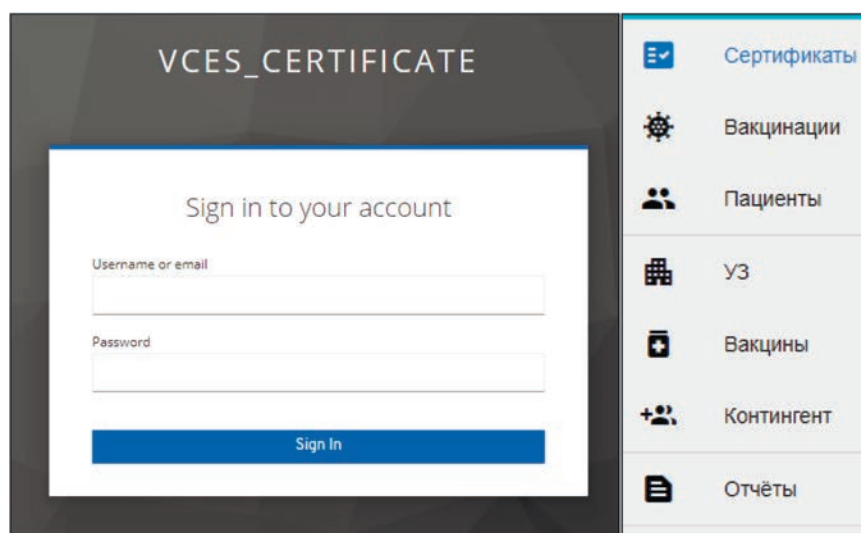 VCES_CERTIFICATE
Sign in to your account
Username or email
Password
Sign In
Сертификаты
Вакцинации
Пациенты
УЗ
Вакцины
Контингент
Отчёты